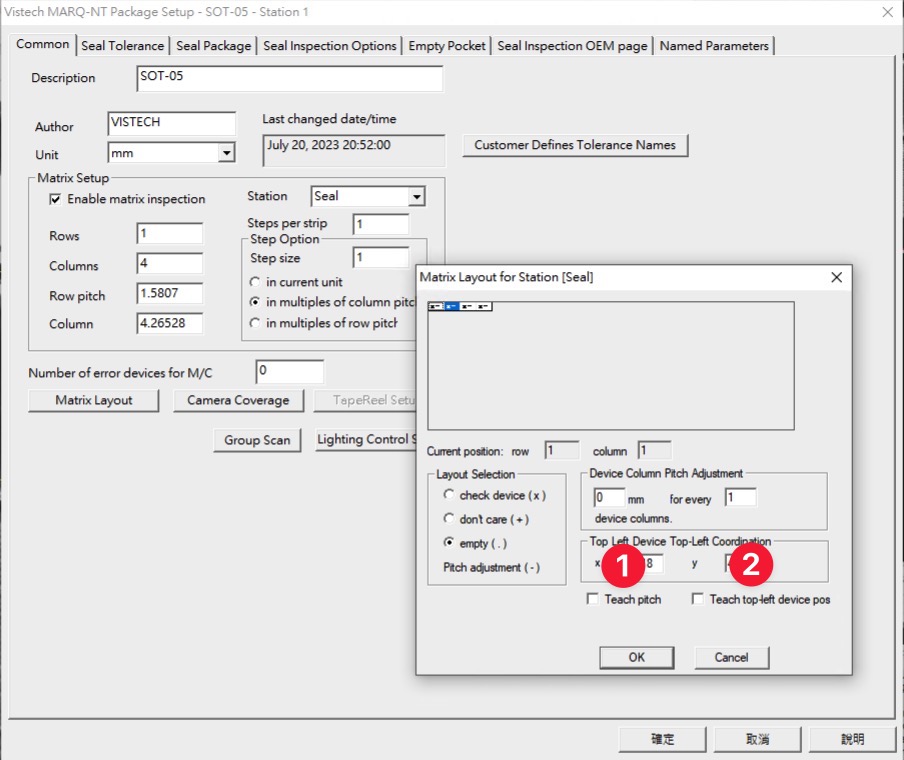 Vistech MARQ-NT Package Setup - SOT-05 - Station 1
Common Seal Tolerance Seal Package Seal Inspection Options Empty Pocket Seal Inspection OEM page Named Parameters
Description SOT-05
Author VISTECH
Last changed date/time
July 20, 2023 20:52:00
Customer Defines Tolerance Names
Unit mm
Matrix Setup
Enable matrix inspection
Station Seal
Rows 1
Columns 4
Row pitch 1.5807
Column 4.26528
Steps per strip 1
Step Option
Step size 1
in current unit
in multiples of column pitc
in multiples of row pitch
Number of error devices for M/C 0
Matrix Layout Camera Coverage TapeReel Setu
Group Scan Lighting Control S
Matrix Layout for Station [Seal]
Current position: row 1 column 1
Layout Selection
check device ( x )
don't care ( + )
empty ( . )
Pitch adjustment ( - )
Device Column Pitch Adjustment
0 mm for every 1
device columns.
Top Left Device Top-Left Coordination
x 1 8 y 2
Teach pitch Teach top-left device pos
OK Cancel
確定 取消 說明